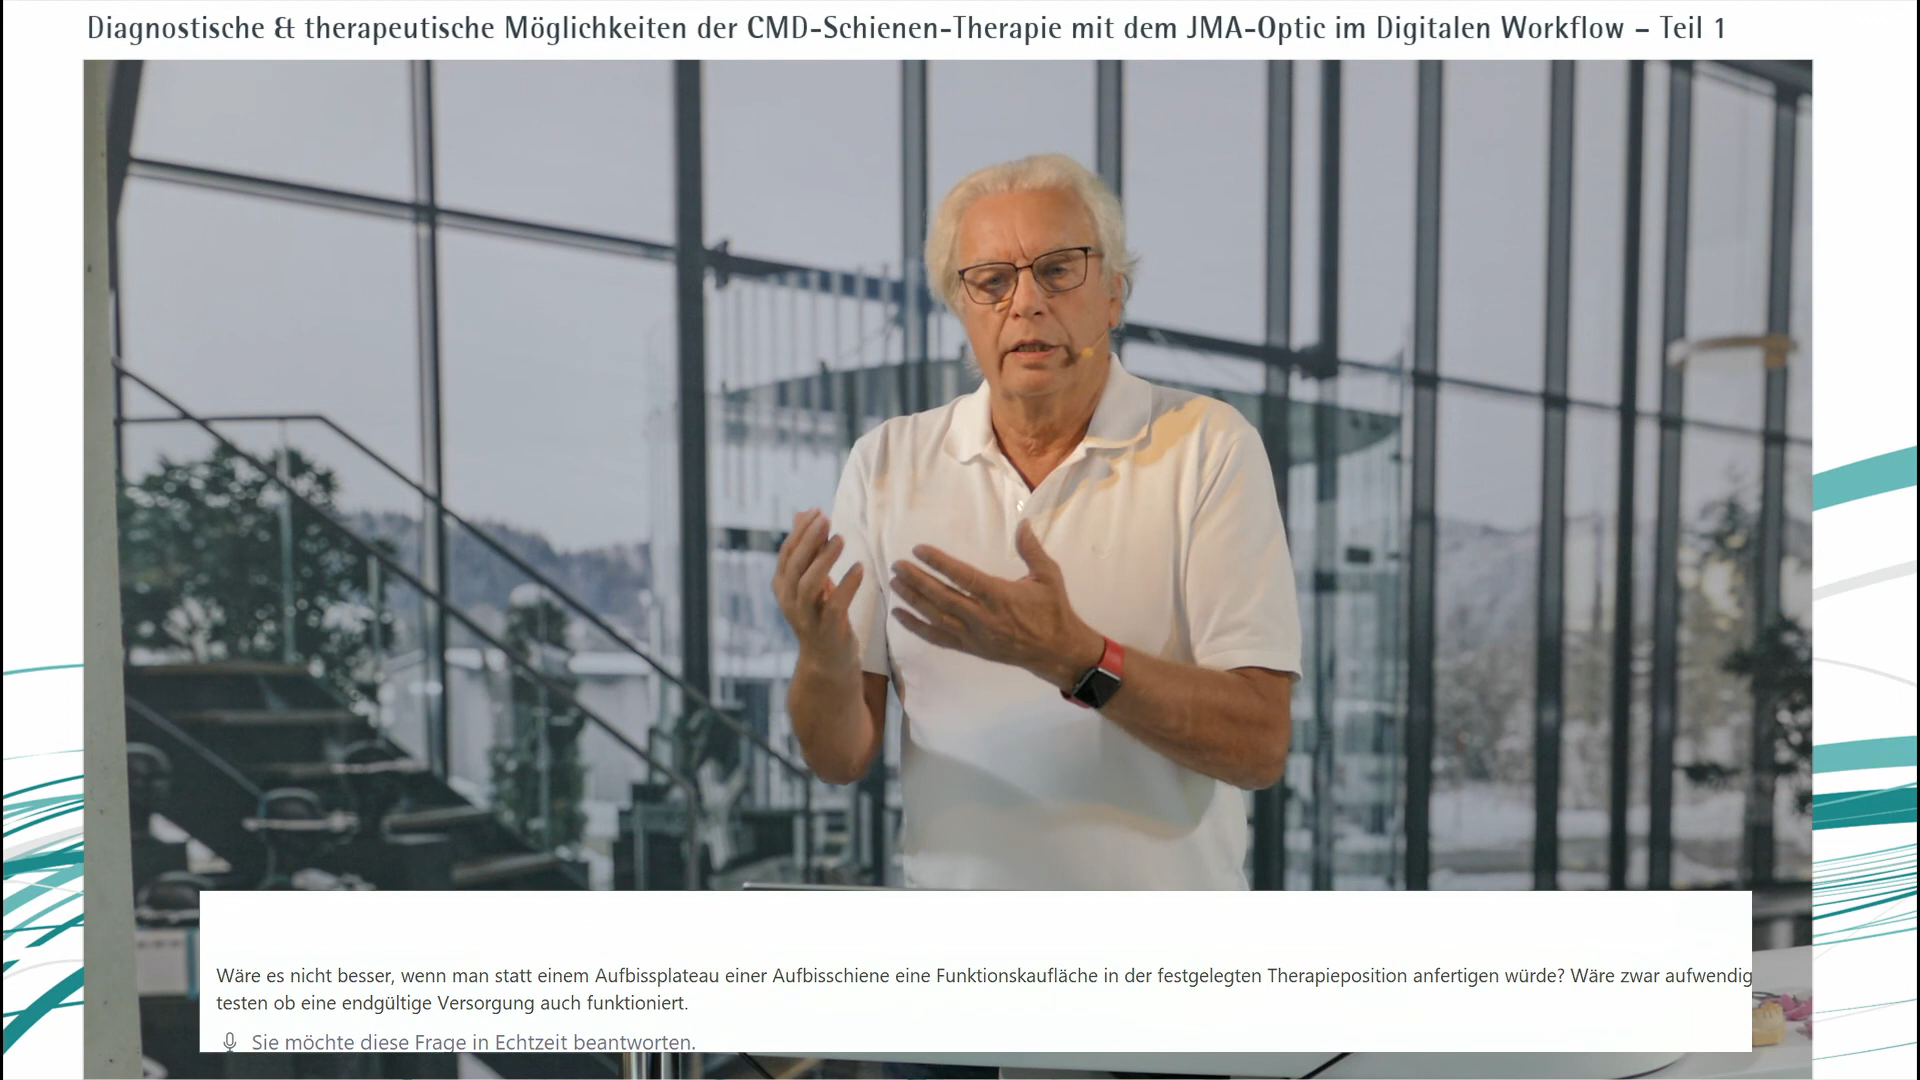 Diagnostische & therapeutische Möglichkeiten der CMD-Schienen-Therapie mit dem JMA-Optic im Digitalen Workflow – Teil 1
Wäre es nicht besser, wenn man statt einem Aufbissplateau einer Aufbisschiene eine Funktionskaufläche in der festgelegten Therapieposition anfertigen würde? Wäre zwar aufwendig
testen ob eine endgültige Versorgung auch funktioniert.
Sie möchte diese Frage in Echtzeit beantworten.